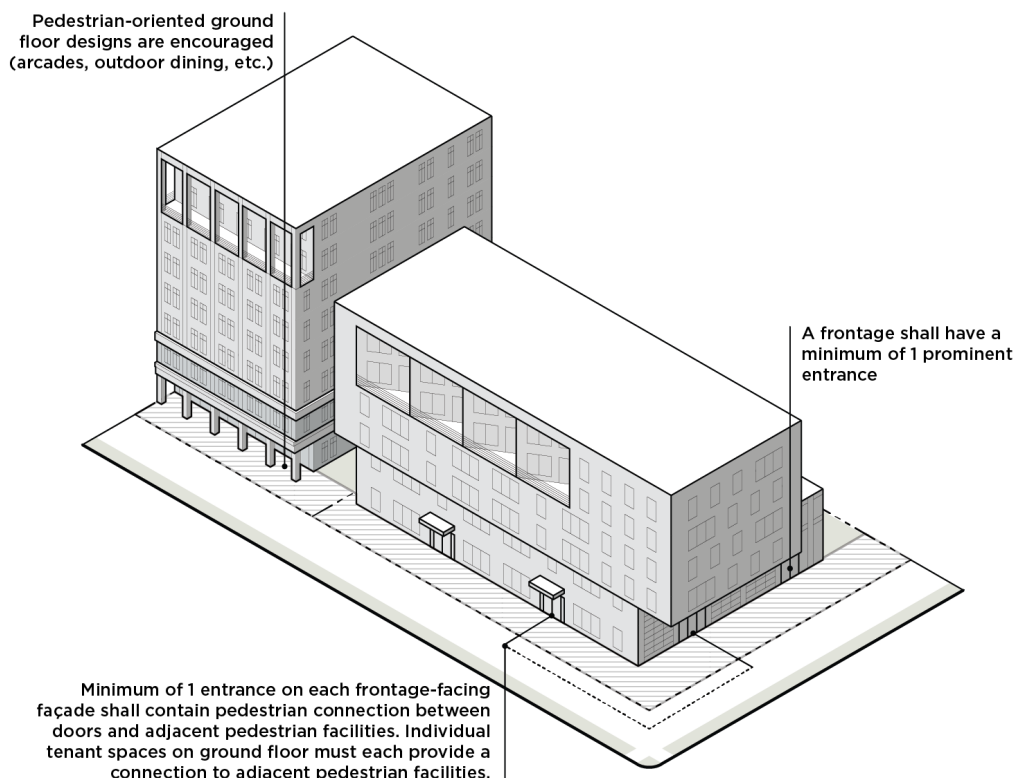 Pedestrian-oriented ground
floor designs are encouraged
(arcades, outdoor dining, etc.)
A frontage shall have a
minimum of 1 prominent
entrance
Minimum of 1 entrance on each frontage-facing
façade shall contain pedestrian connection between
doors and adjacent pedestrian facilities. Individual
tenant spaces on ground floor must each provide a
connection to adjacent pedestrian facilities.